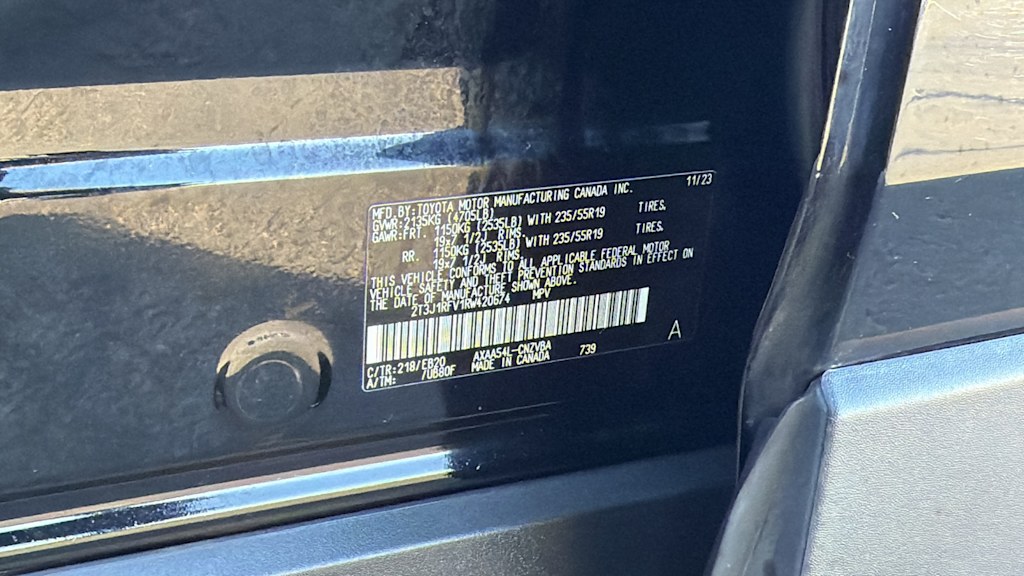 MFD.BY:TOYOTA MOTOR MANUFACTURING CANADA INC. 11/23
GVWR:2135KG (4705LB)
GAWR:FRT 1150KG (2535LB) WITH 235/55R19 TIRES.
19x7 1/2J RIMS
RR. 1150KG (2535LB) WITH 235/55R19 TIRES.
19x7 1/2J RIMS
THIS VEHICLE CONFORMS TO ALL APPLICABLE FEDERAL MOTOR
VEHICLE SAFETY AND THEFT PREVENTION STANDARDS IN EFFECT ON
THE DATE OF MANUFACTURE SHOWN ABOVE.
2T3J1RFV1RW420674 MPV
A
C/TR:218/EB20 AXAA54L-CNZVBA 739
A/TM: /U680F MADE IN CANADA